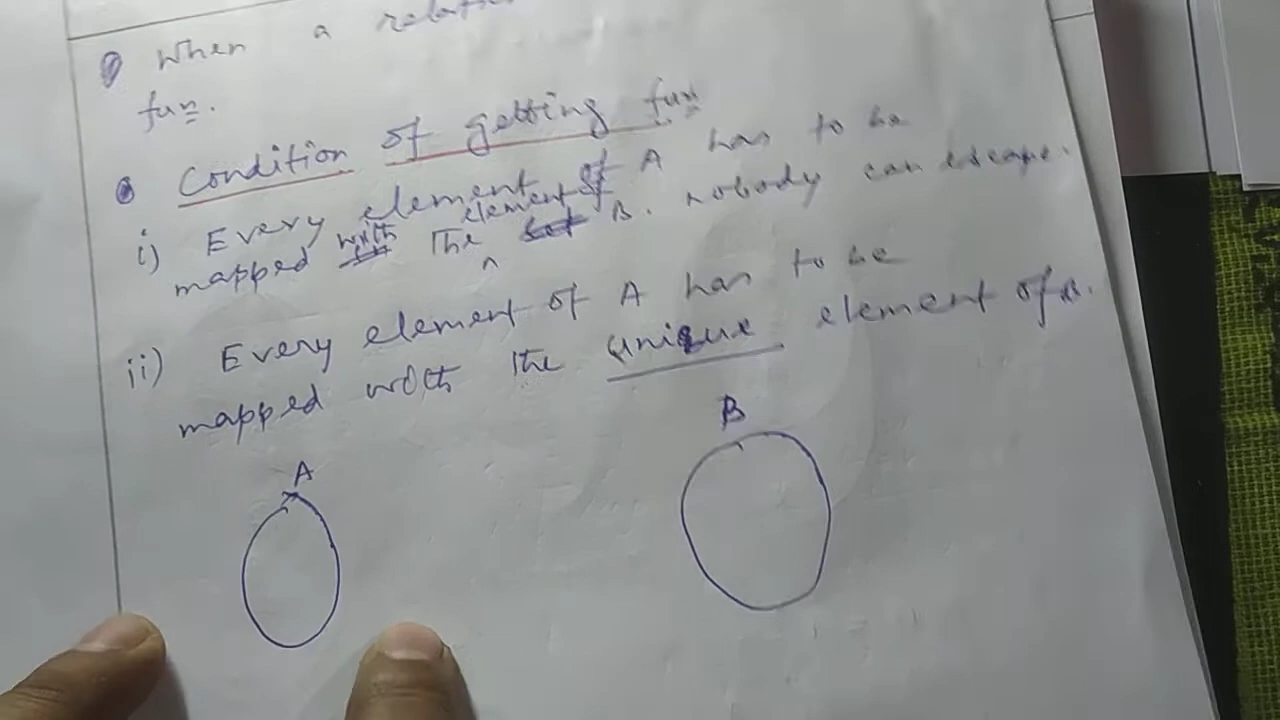 When a
fun.
Condition of getting fun
i) Every element of A has to be
mapped with the element of B. nobody can escape.
ii) Every element of A has to be
mapped with the unique element of B.
A
B